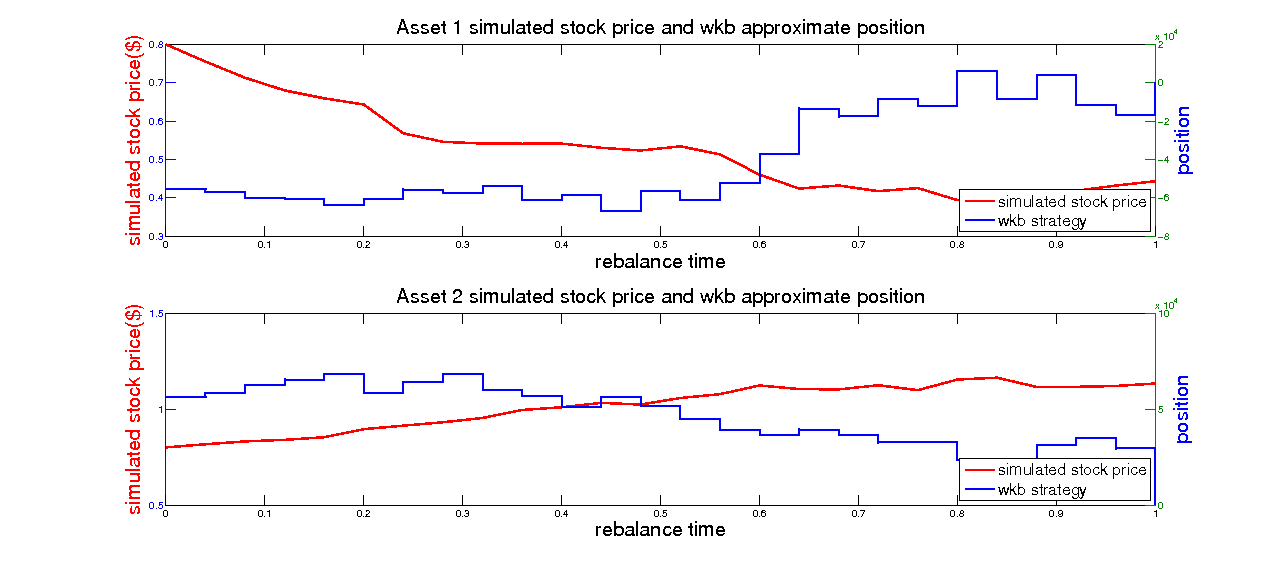 Asset 1 simulated stock price and wkb approximate position
x 10^4
0.8
0.7
0.6
0.5
0.4
0.3
simulated stock price($)
2
0
−2
−4
−6
−8
position
simulated stock price
wkb strategy
0 0.1 0.2 0.3 0.4 0.5 0.6 0.7 0.8 0.9 1
rebalance time
Asset 2 simulated stock price and wkb approximate position
x 10^4
1.5
1
0.5
simulated stock price($)
10
5
0
position
simulated stock price
wkb strategy
0 0.1 0.2 0.3 0.4 0.5 0.6 0.7 0.8 0.9 1
rebalance time